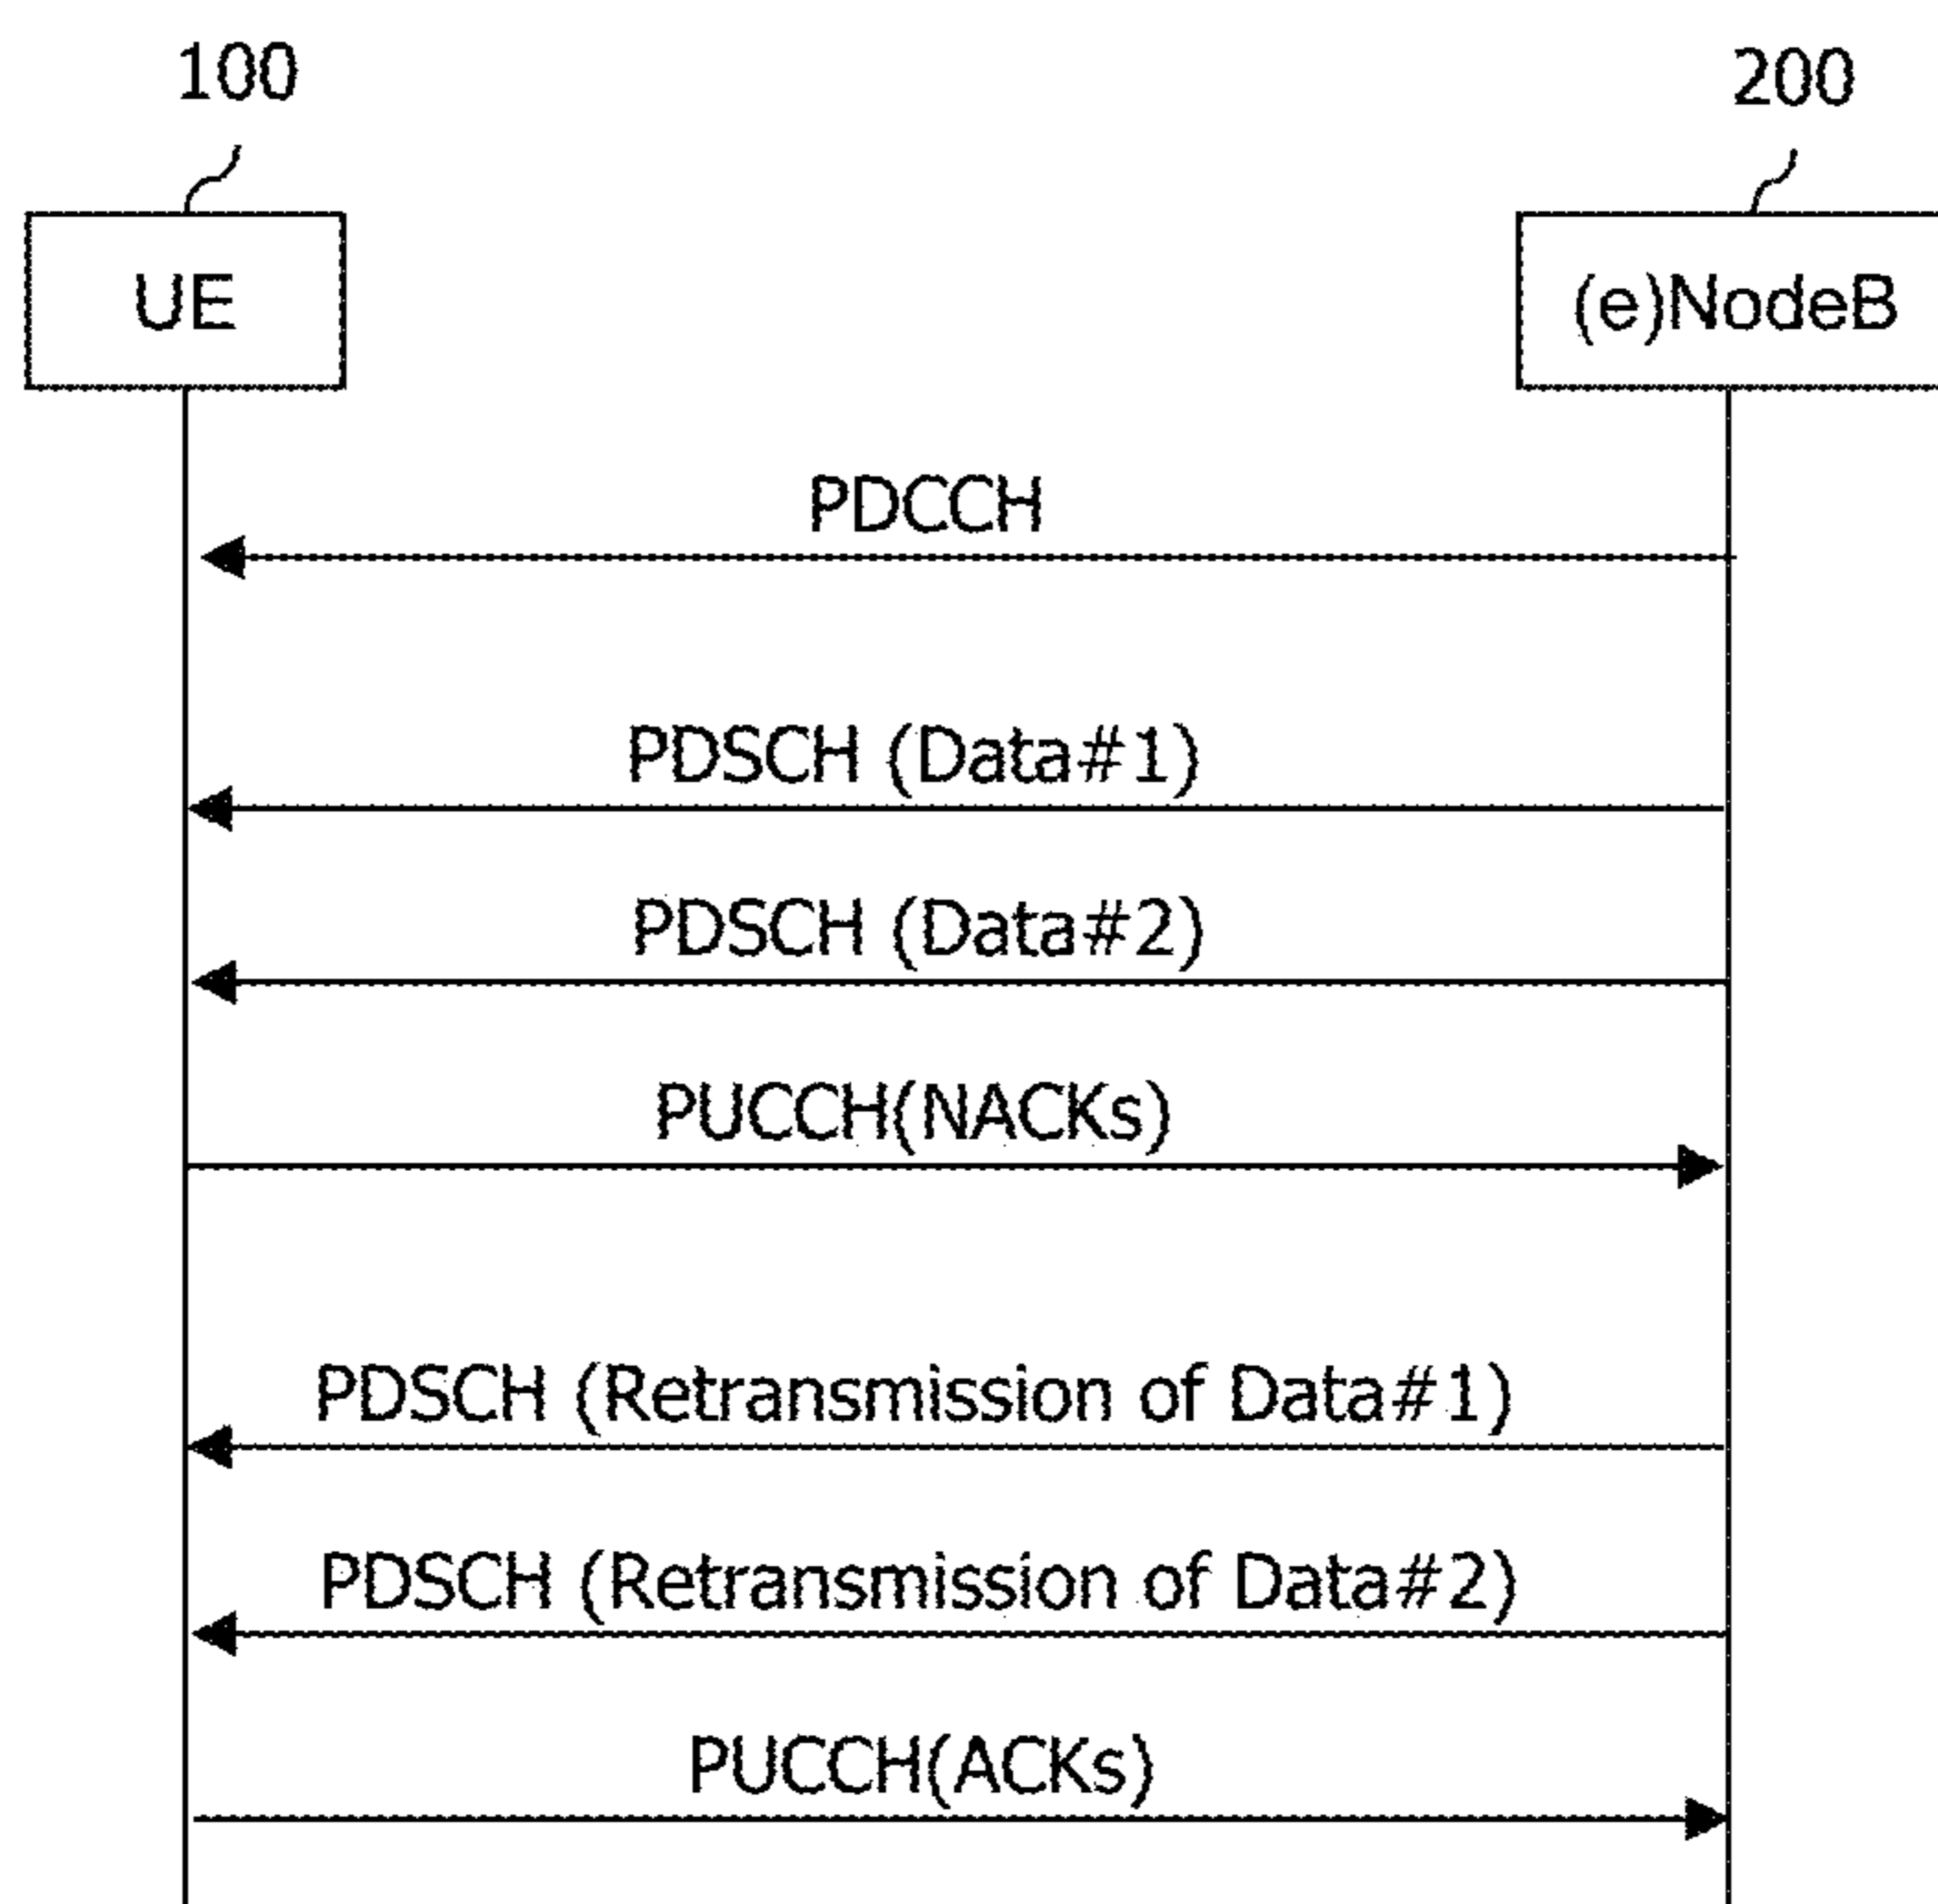 100
200
UE
(e)NodeB
PDCCH
PDSCH (Data#1)
PDSCH (Data#2)
PUCCH(NACKs)
PDSCH (Retransmission of Data#1)
PDSCH (Retransmission of Data#2)
PUCCH(ACKs)